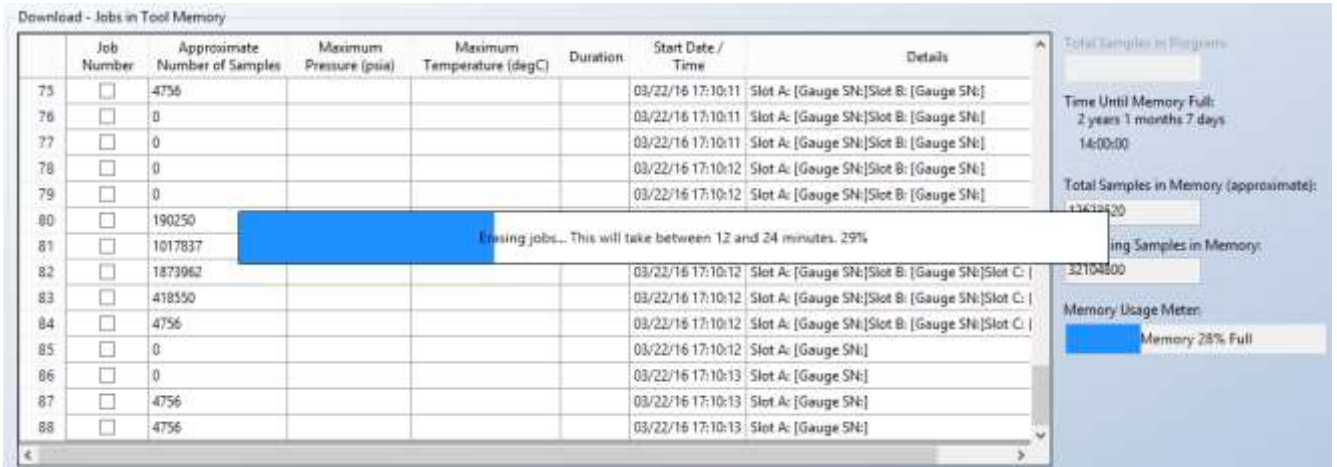 Download - Jobs in Tool Memory
Job Number Approximate Number of Samples Maximum Pressure (psia) Maximum Temperature (degC) Duration Start Date / Time Details
75 4756 03/22/16 17:10:11 Slot A: [Gauge SN:]Slot B: [Gauge SN:]
76 0 03/22/16 17:10:11 Slot A: [Gauge SN:]Slot B: [Gauge SN:]
77 0 03/22/16 17:10:11 Slot A: [Gauge SN:]Slot B: [Gauge SN:]
78 0 03/22/16 17:10:12 Slot A: [Gauge SN:]Slot B: [Gauge SN:]
79 0 03/22/16 17:10:12 Slot A: [Gauge SN:]Slot B: [Gauge SN:]
80 190250
81 1017837
Erasing jobs... This will take between 12 and 24 minutes. 29%
82 1873962 03/22/16 17:10:12 Slot A: [Gauge SN:]Slot B: [Gauge SN:]Slot C: [
83 418550 03/22/16 17:10:12 Slot A: [Gauge SN:]Slot B: [Gauge SN:]Slot C: [
84 4756 03/22/16 17:10:12 Slot A: [Gauge SN:]Slot B: [Gauge SN:]Slot C: [
85 0 03/22/16 17:10:12 Slot A: [Gauge SN:]
86 0 03/22/16 17:10:13 Slot A: [Gauge SN:]
87 4756 03/22/16 17:10:13 Slot A: [Gauge SN:]
88 4756 03/22/16 17:10:13 Slot A: [Gauge SN:]
Total Samples in Program:
Time Until Memory Full:
2 years 1 months 7 days
14:00:00
Total Samples in Memory (approximate):
ing Samples in Memory:
32104800
Memory Usage Meter:
Memory 28% Full